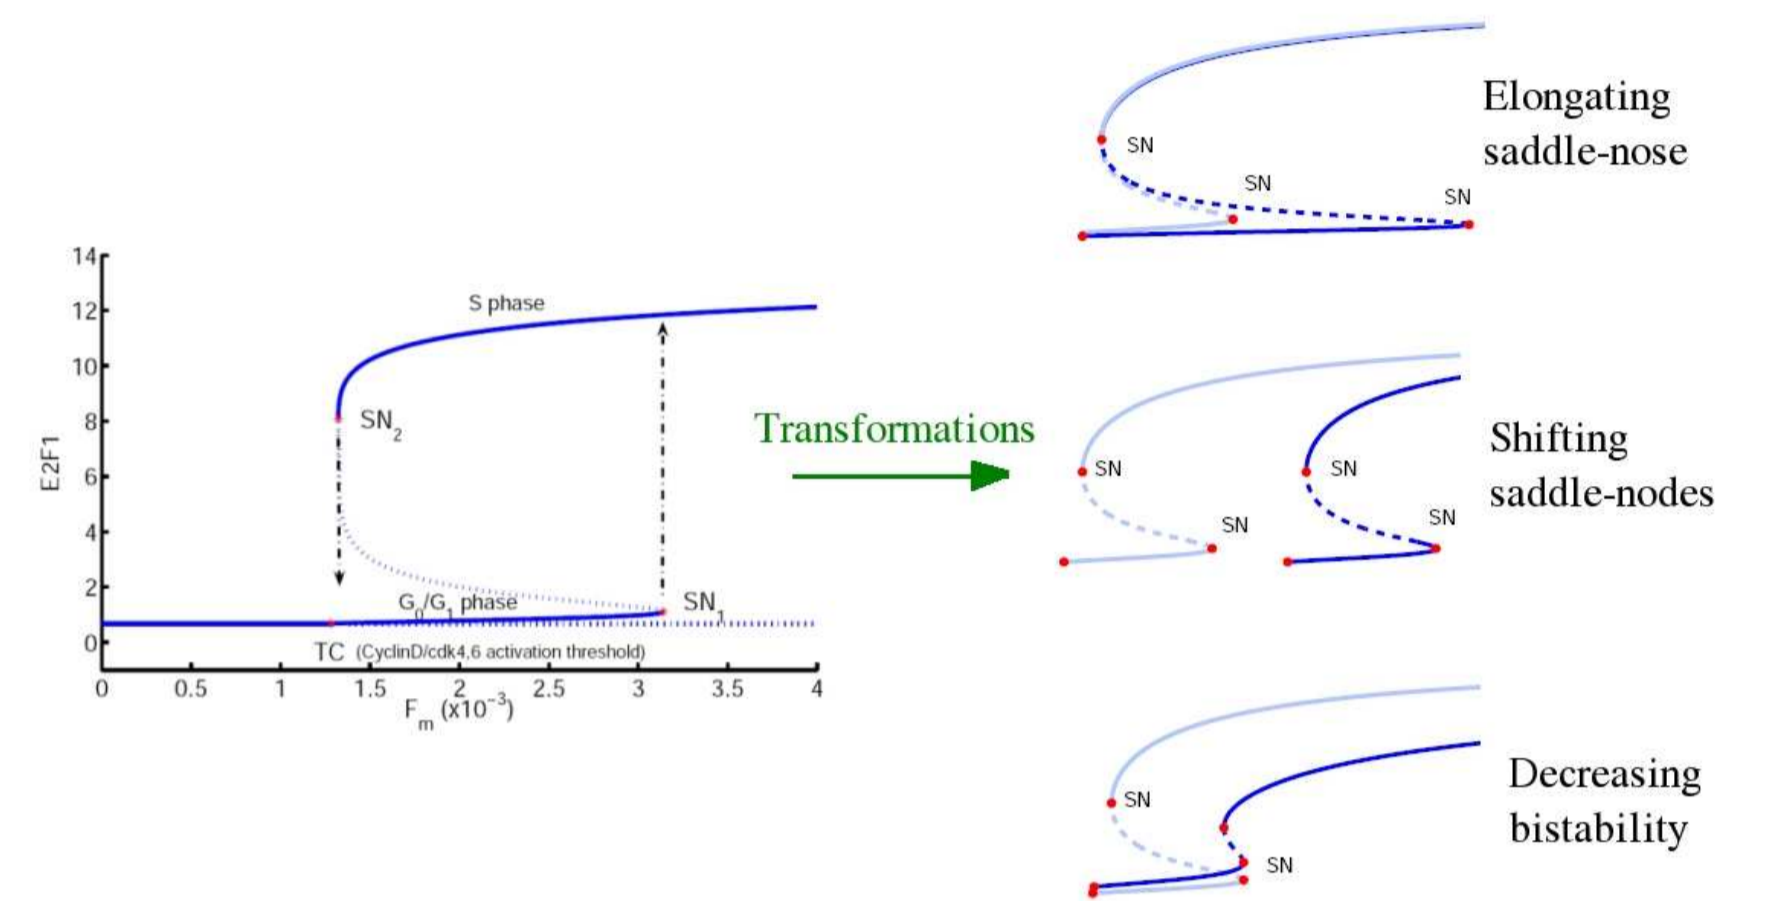 14
12
10
8
6
4
2
0
E2F1
S phase
SN2
G0/G1 phase
SN1
TC (CyclinD/cdk4,6 activation threshold)
0 0.5 1 1.5 2 2.5 3 3.5 4
Fm (x10⁻³)
Transformations
SN
SN
SN
Elongating
saddle-nose
SN
SN
SN
SN
Shifting
saddle-nodes
SN
SN
Decreasing
bistability